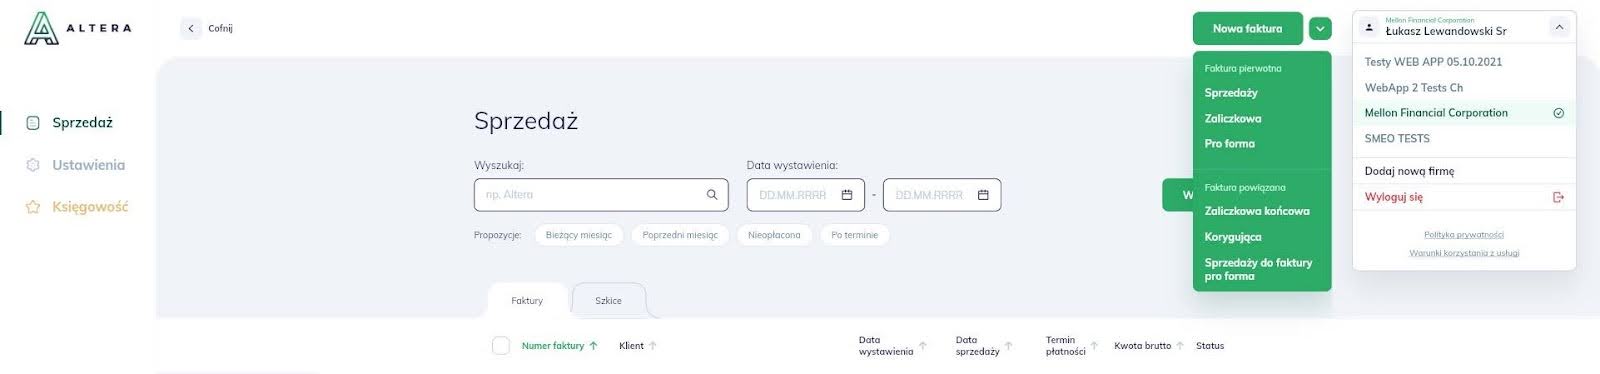 ALTERA
Cofnij
Nowa faktura
Mellon Financial Corporation
Łukasz Lewandowski Sr
Sprzedaż
Ustawienia
Księgowość
Sprzedaż
Wyszukaj:
np. Altera
Data wystawienia:
DD.MM.RRRR
-
DD.MM.RRRR
W
Propozycje:
Bieżący miesiąc
Poprzedni miesiąc
Nieopłacona
Po terminie
Faktura pierwotna
Sprzedaży
Zaliczkowa
Pro forma
Faktura powiązana
Zaliczkowa końcowa
Korygująca
Sprzedaży do faktury
pro forma
Testy WEB APP 05.10.2021
WebApp 2 Tests Ch
Mellon Financial Corporation
SMEO TESTS
Dodaj nową firmę
Wyloguj się
Polityka prywatności
Warunki korzystania z usługi
Faktury
Szkice
Numer faktury
Klient
Data
wystawienia
Data
sprzedaży
Termin
płatności
Kwota brutto
Status